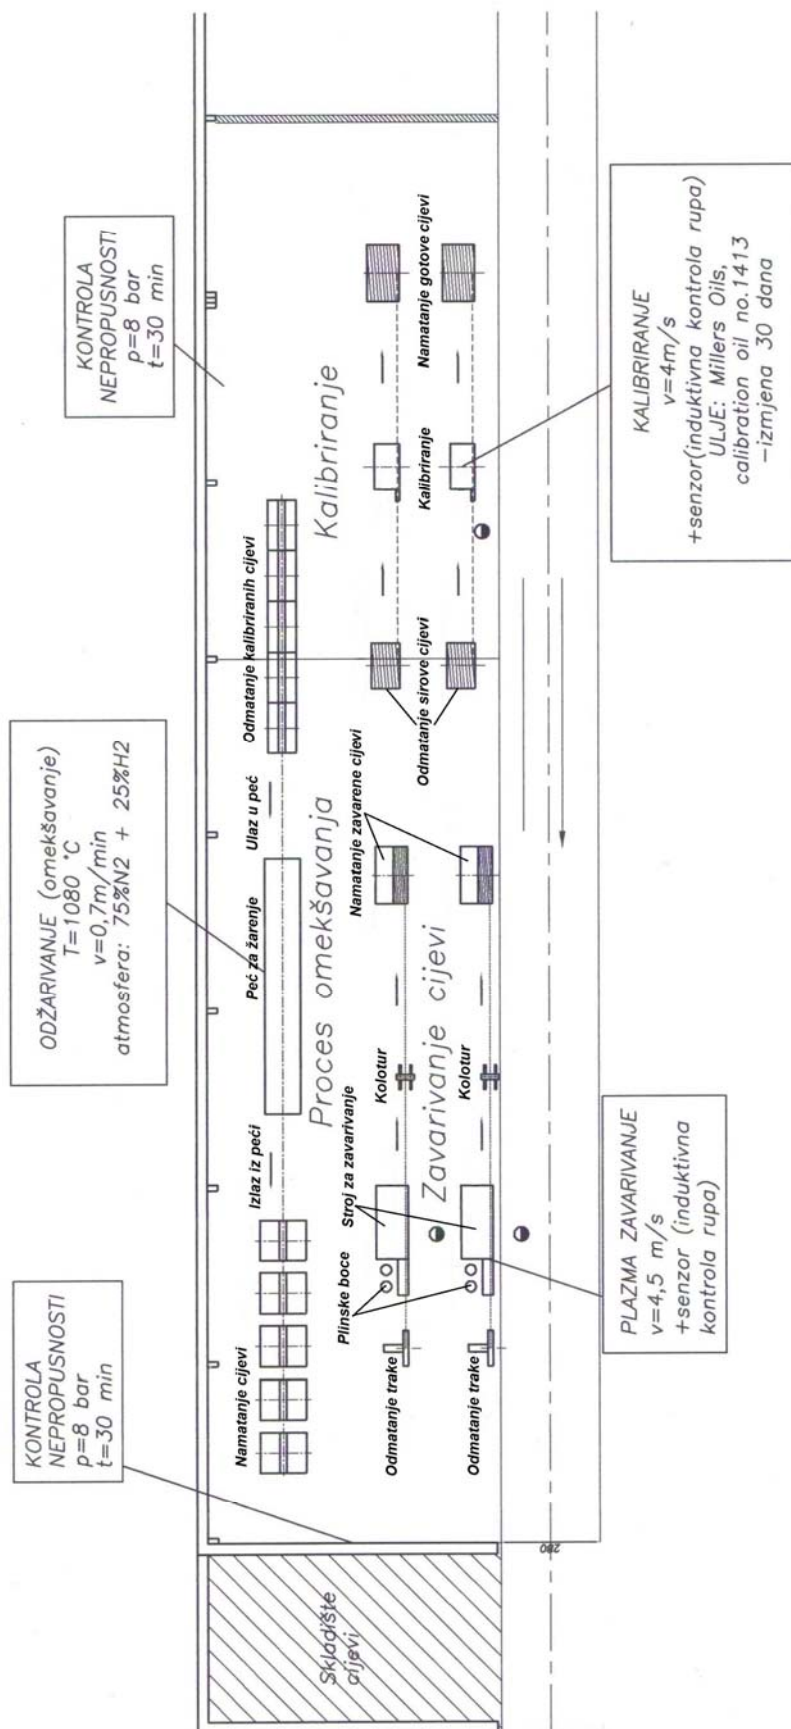 KONTROLA
NEPROPUSNOSTI
p=8 bar
t=30 min
ODŽARIVANJE (omekšavanje)
T=1080 °C
v=0,7m/min
atmosfera: 75%N2 + 25%H2
KONTROLA
NEPROPUSNOSTI
p=8 bar
t=30 min
Skladište
cijevi
Namatanje cijevi
Izlaz iz peći
Peć za žarenje
Ulaz u peć
Odmatanje kalibriranih cijevi
Proces omekšavanja
Kalibriranje
Plinske boce
Stroj za zavarivanje
Kolotur
Namatanje zavarene cijevi
Odmatanje trake
Zavarivanje cijevi
Odmatanje sirove cijevi
Kalibriranje
Namatanje gotove cijevi
Odmatanje trake
Kolotur
280
PLAZMA ZAVARIVANJE
v=4,5 m/s
+senzor (induktivna
kontrola rupa)
KALIBRIRANJE
v=4m/s
+senzor(induktivna kontrola rupa)
ULJE: Millers Oils,
calibration oil no.1413
-izmjena 30 dana